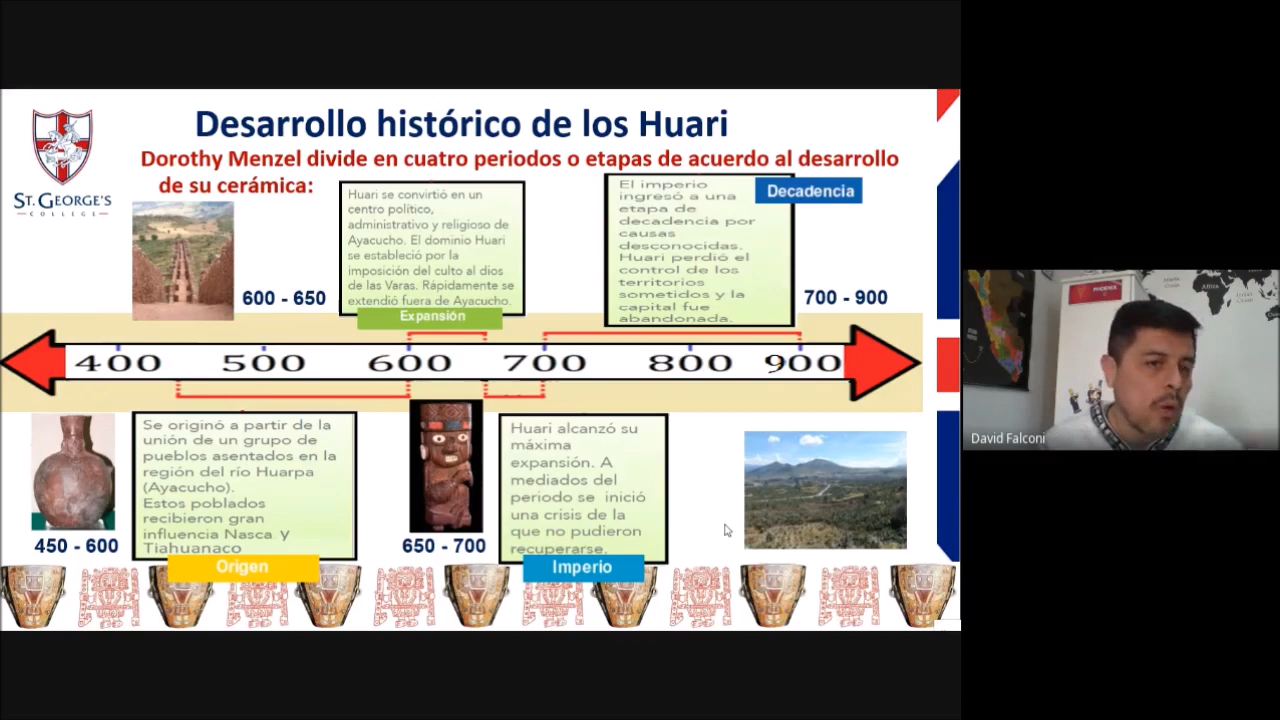 Desarrollo histórico de los Huari
Dorothy Menzel divide en cuatro periodos o etapas de acuerdo al desarrollo
de su cerámica:
ST. GEORGE'S
COLLEGE
600 - 650
Huari se convirtió en un
centro político,
administrativo y religioso de
Ayacucho. El dominio Huari
se estableció por la
imposición del culto al dios
de las Varas. Rápidamente se
extendió fuera de Ayacucho.
Expansión
El imperio
ingresó a una
etapa de
decadencia por
causas
desconocidas.
Huari perdió el
control de los
territorios
sometidos y la
capital fue
abandonada.
Decadencia
700 - 900
400 500 600 700 800 900
450 - 600
Se originó a partir de la
unión de un grupo de
pueblos asentados en la
región del río Huarpa
(Ayacucho).
Estos poblados
recibieron gran
influencia Nasca y
Tiahuanaco
Origen
650 - 700
Huari alcanzó su
máxima
expansión. A
mediados del
periodo se inició
una crisis de la
que no pudieron
recuperarse.
Imperio
David Falconi